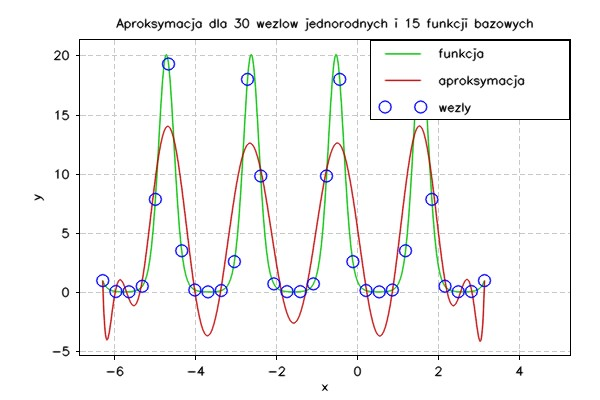 Aproksymacja dla 30 wezlow jednorodnych i 15 funkcji bazowych
funkcja
aproksymacja
wezly
20
15
10
5
0
−5
y
−6
−4
−2
0
2
4
x